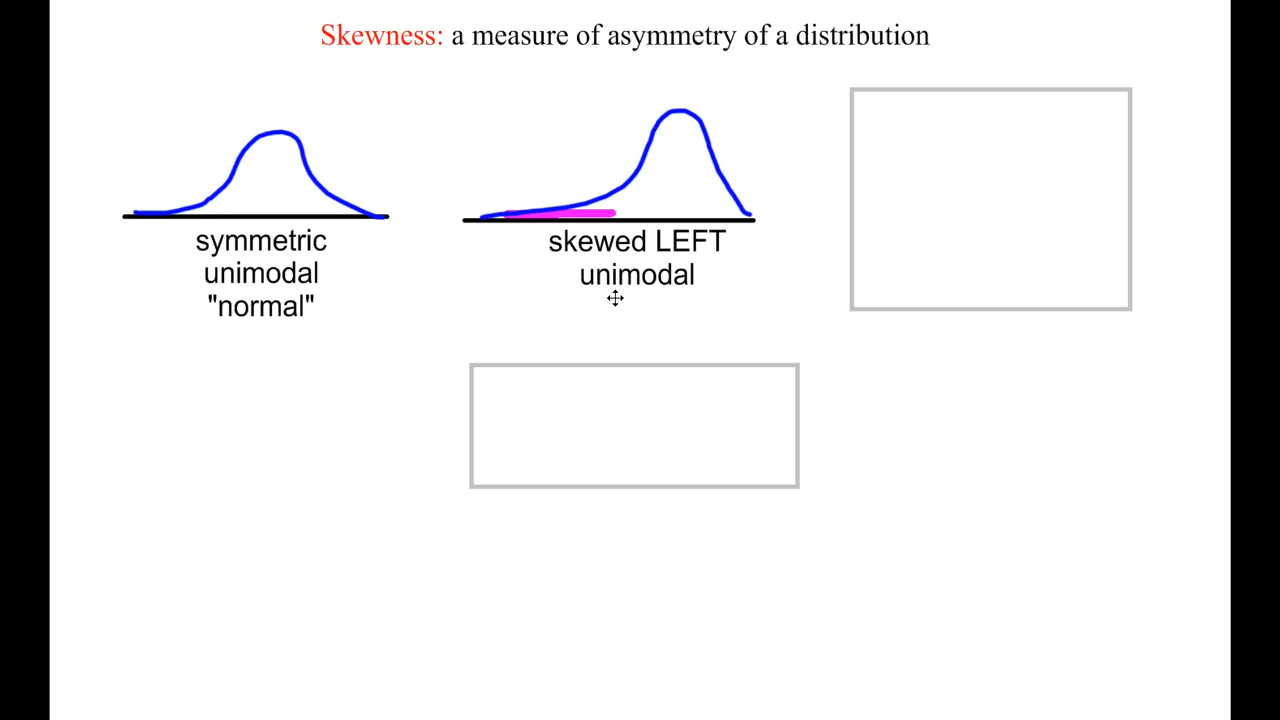 Skewness: a measure of asymmetry of a distribution
symmetric
unimodal
"normal"
skewed LEFT
unimodal